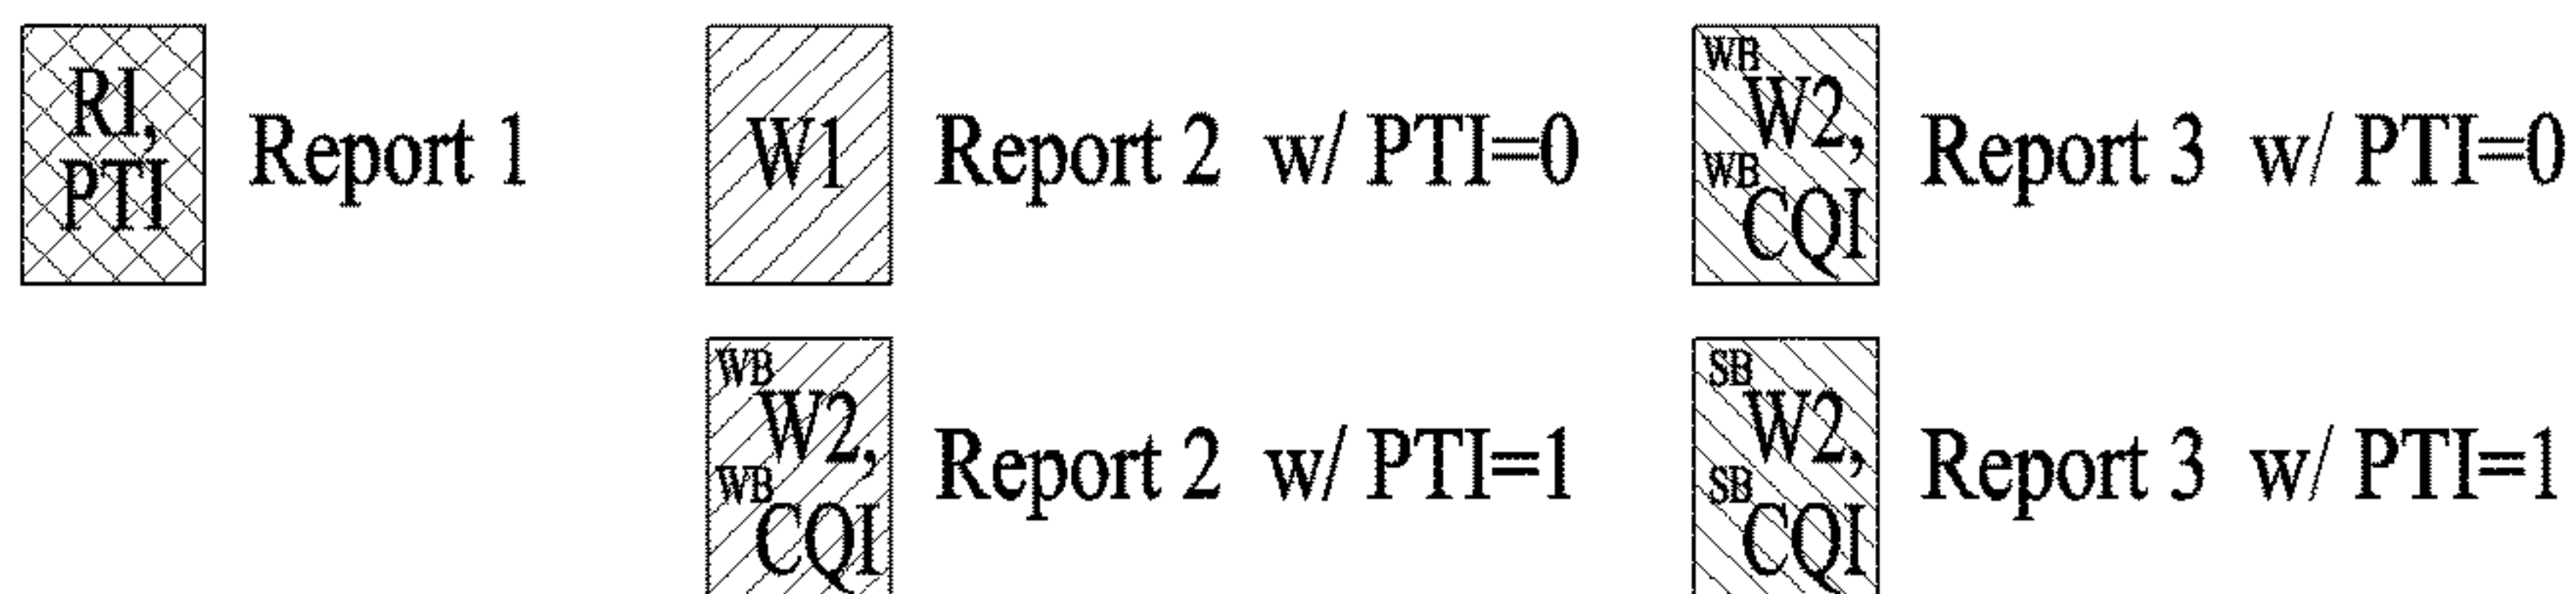 RI,
PTI
Report 1
W1
Report 2 w/ PTI=0
WB
W2,
WB
CQI
Report 3 w/ PTI=0
WB
W2,
WB
CQI
Report 2 w/ PTI=1
SB
W2,
SB
CQI
Report 3 w/ PTI=1